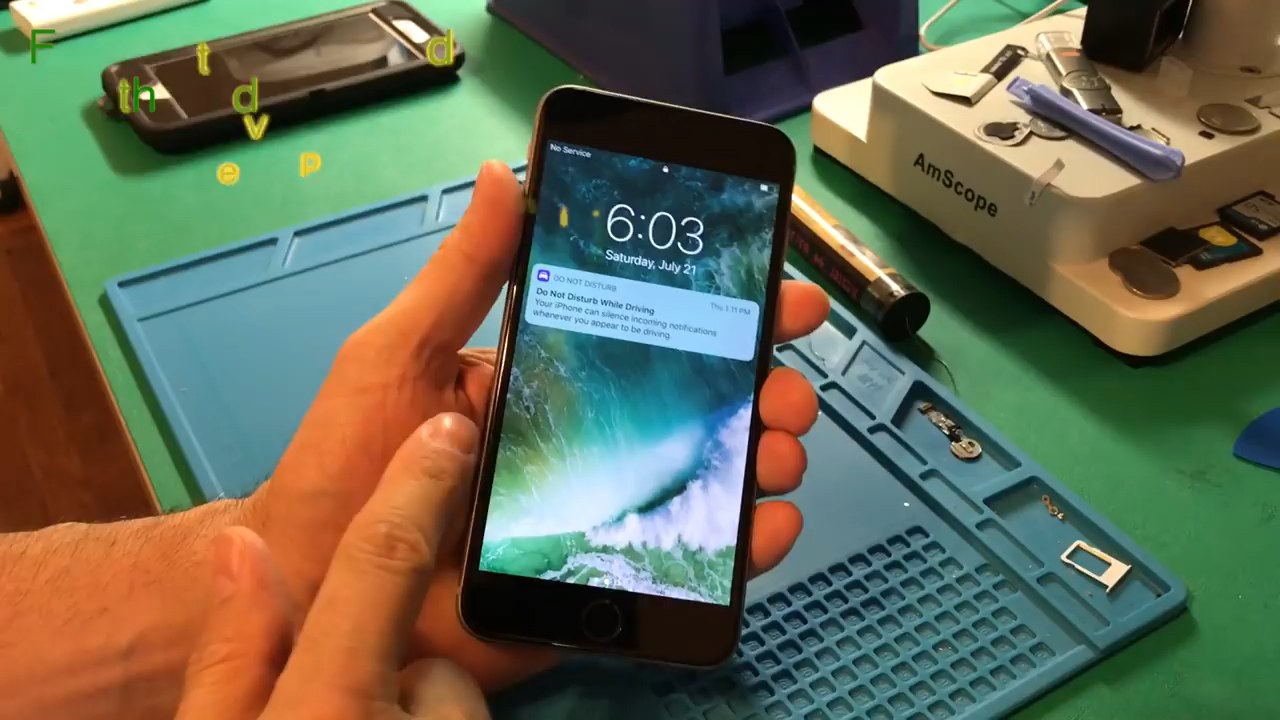 F t d
th d
v
e p
No Service
6:03
Saturday, July 21
DO NOT DISTURB
Thu 1:11 PM
Do Not Disturb While Driving
Your iPhone can silence incoming notifications
whenever you appear to be driving.
AmScope